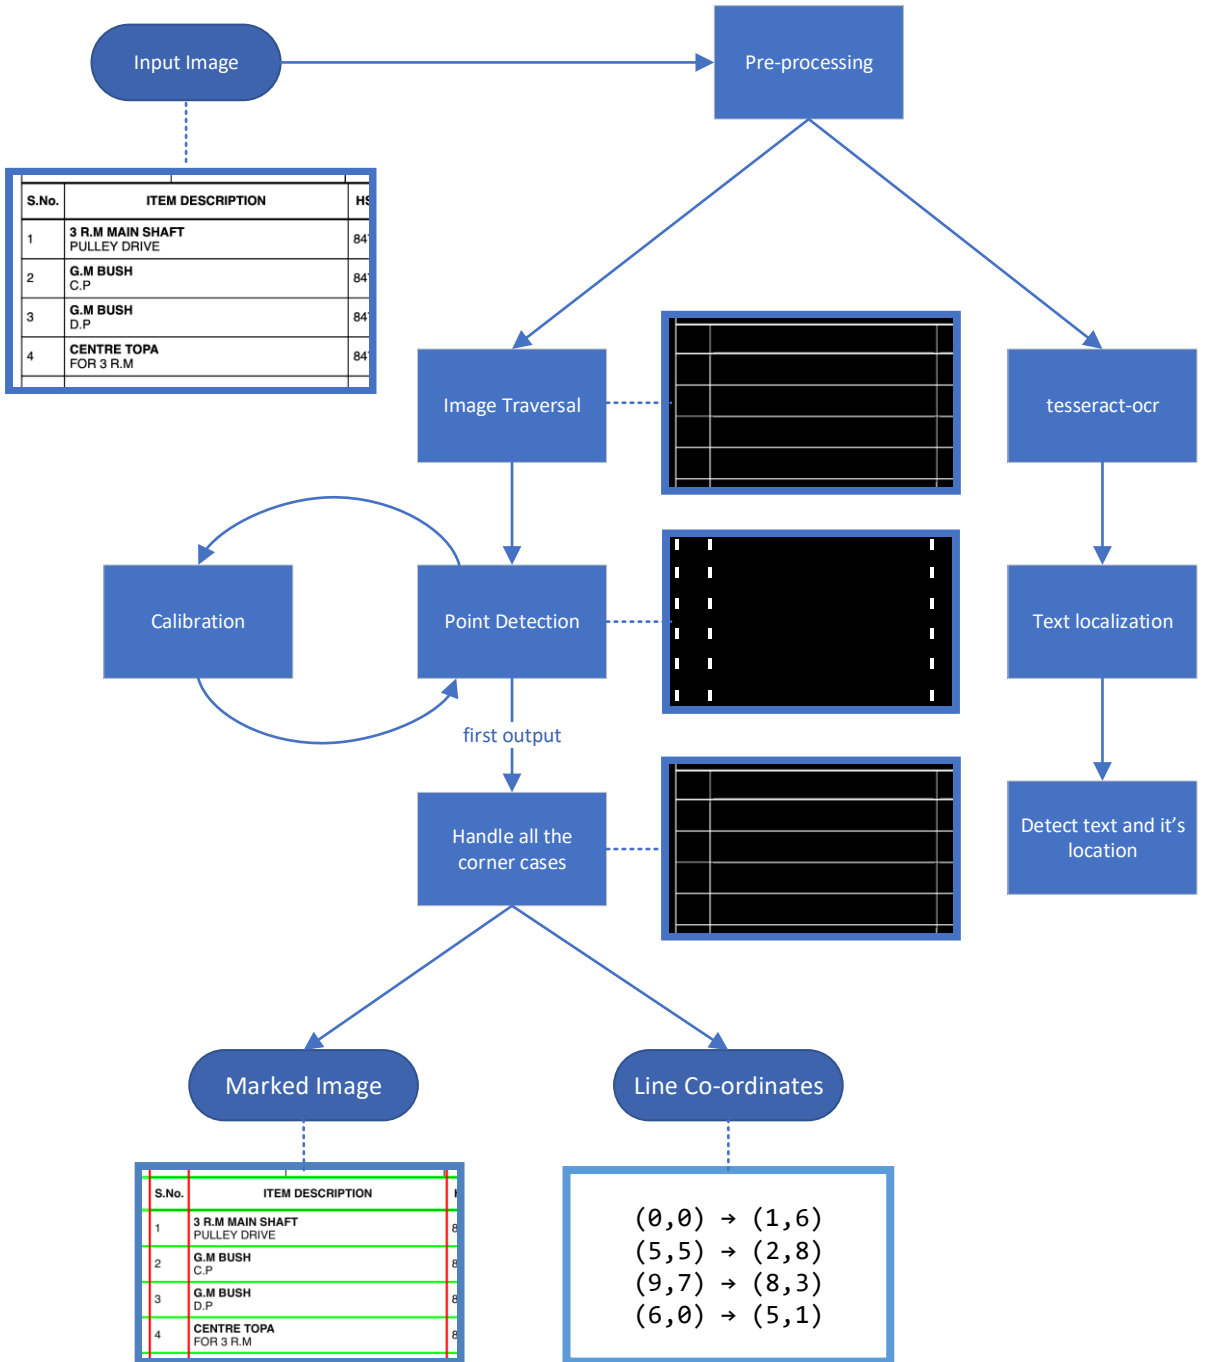 Input Image
Pre-processing
S.No. ITEM DESCRIPTION
1 3 R.M MAIN SHAFT
PULLEY DRIVE
2 G.M BUSH
C.P
3 G.M BUSH
D.P
4 CENTRE TOPA
FOR 3 R.M
Image Traversal
tesseract-ocr
Calibration
Point Detection
Text localization
first output
Handle all the
corner cases
Detect text and it's
location
Marked Image
Line Co-ordinates
S.No. ITEM DESCRIPTION
1 3 R.M MAIN SHAFT
PULLEY DRIVE
2 G.M BUSH
C.P
3 G.M BUSH
D.P
4 CENTRE TOPA
FOR 3 R.M
(0,0) → (1,6)
(5,5) → (2,8)
(9,7) → (8,3)
(6,0) → (5,1)